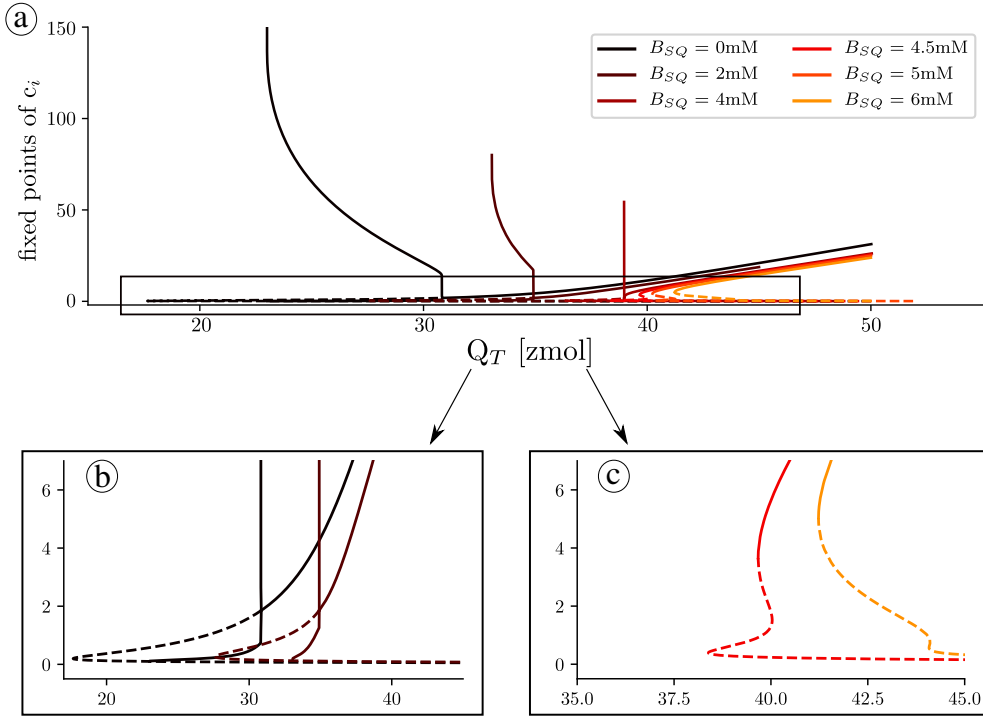 a
150
100
50
0
fixed points of c_i
B_SQ = 0mM
B_SQ = 2mM
B_SQ = 4mM
B_SQ = 4.5mM
B_SQ = 5mM
B_SQ = 6mM
20 30 40 50
Q_T [zmol]
b
6
4
2
0
20 30 40
c
6
4
2
0
35.0 37.5 40.0 42.5 45.0